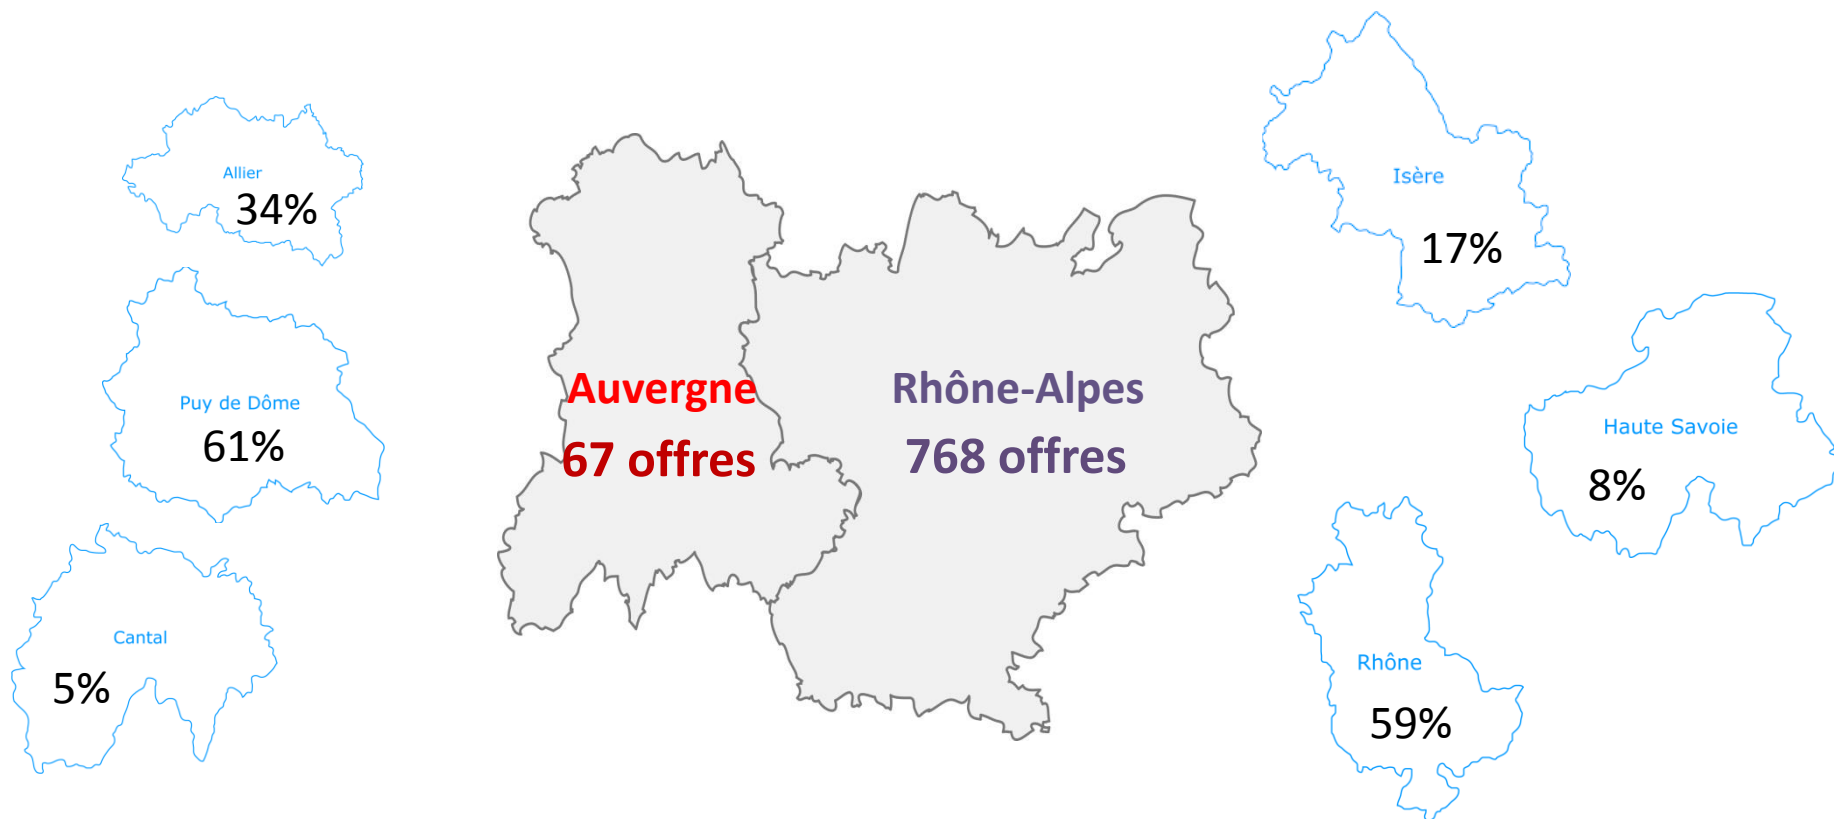 Allier
34%
Puy de Dôme
61%
Cantal
5%
Auvergne
67 offres
Rhône-Alpes
768 offres
Isère
17%
Haute Savoie
8%
Rhône
59%